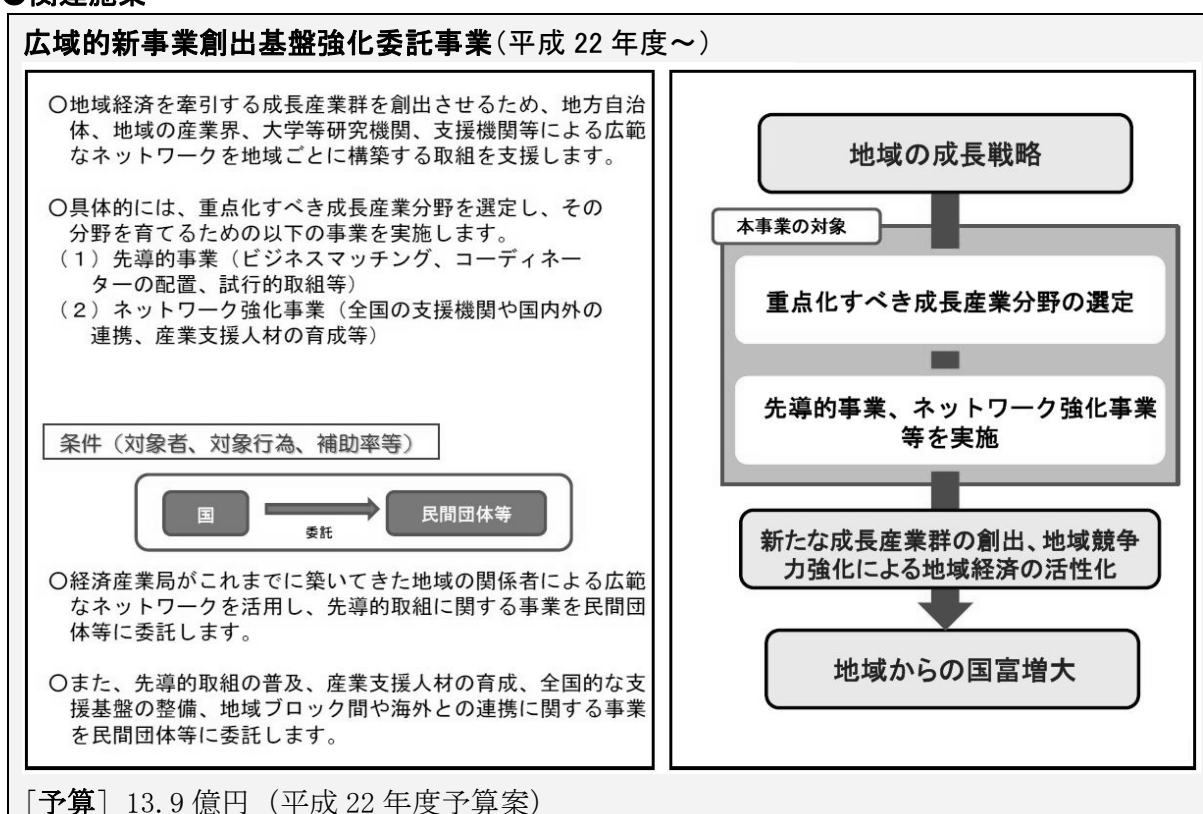 ●関連施策
広域的新事業創出基盤強化委託事業(平成 22 年度~)
○地域経済を牽引する成長産業群を創出させるため、地方自治
体、地域の産業界、大学等研究機関、支援機関等による広範
なネットワークを地域ごとに構築する取組を支援します。
○具体的には、重点化すべき成長産業分野を選定し、その
分野を育てるための以下の事業を実施します。
(1)先導的事業(ビジネスマッチング、コーディネー
ターの配置、試行的取組等)
(2)ネットワーク強化事業(全国の支援機関や国内外の
連携、産業支援人材の育成等)
条件(対象者、対象行為、補助率等)
国
委託
民間団体等
○経済産業局がこれまでに築いてきた地域の関係者による広範
なネットワークを活用し、先導的取組に関する事業を民間団
体等に委託します。
○また、先導的取組の普及、産業支援人材の育成、全国的な支
援基盤の整備、地域ブロック間や海外との連携に関する事業
を民間団体等に委託します。
地域の成長戦略
本事業の対象
重点化すべき成長産業分野の選定
先導的事業、ネットワーク強化事業
等を実施
新たな成長産業群の創出、地域競争
力強化による地域経済の活性化
地域からの国富増大
[予算] 13.9 億円(平成 22 年度予算案)